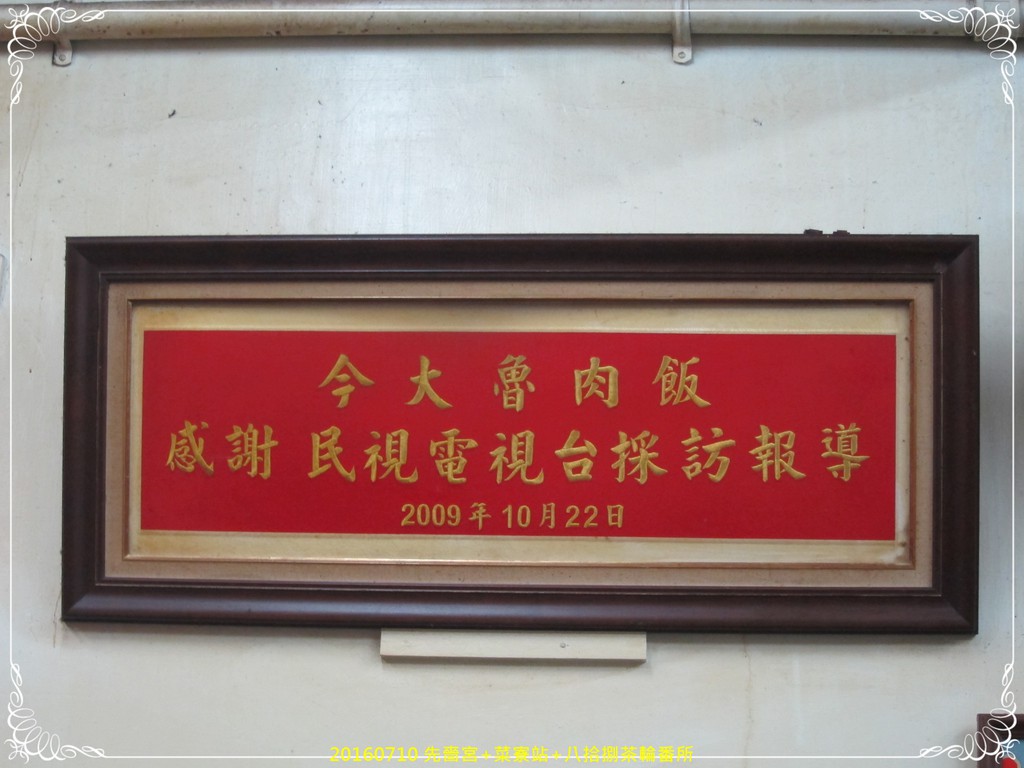 今大魯肉飯
感謝 民視電視台採訪報導
2009年10月22日
20160710 先嗇宮+菜寮站+八拾捌茶輪番所